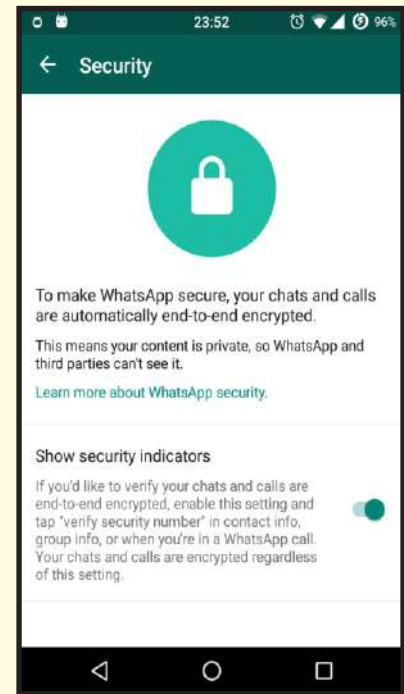 23:52 96%
Security
To make WhatsApp secure, your chats and calls
are automatically end-to-end encrypted.
This means your content is private, so WhatsApp and
third parties can't see it.
Learn more about WhatsApp security.
Show security indicators
If you'd like to verify your chats and calls are
end-to-end encrypted, enable this setting and
tap "verify security number" in contact info,
group info, or when you're in a WhatsApp call.
Your chats and calls are encrypted regardless
of this setting.